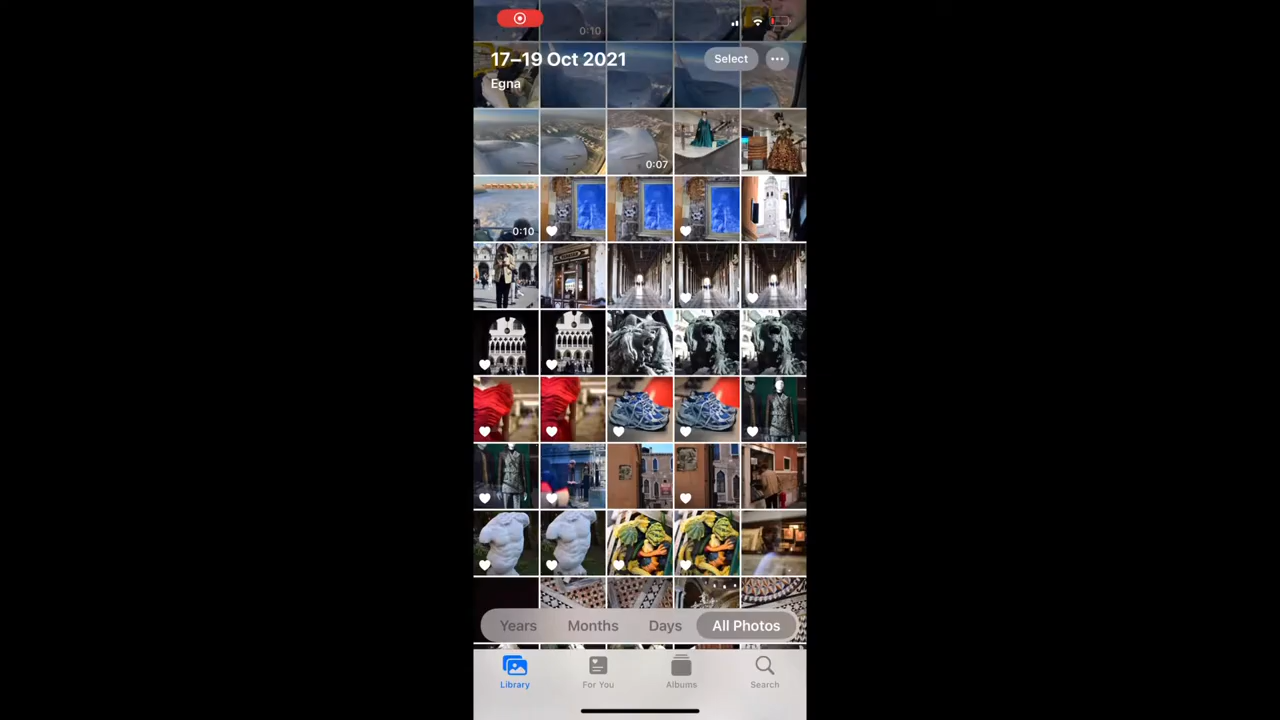 0:10
17–19 Oct 2021
Select
Egna
0:07
0:10
Years
Months
Days
All Photos
Library
For You
Albums
Search